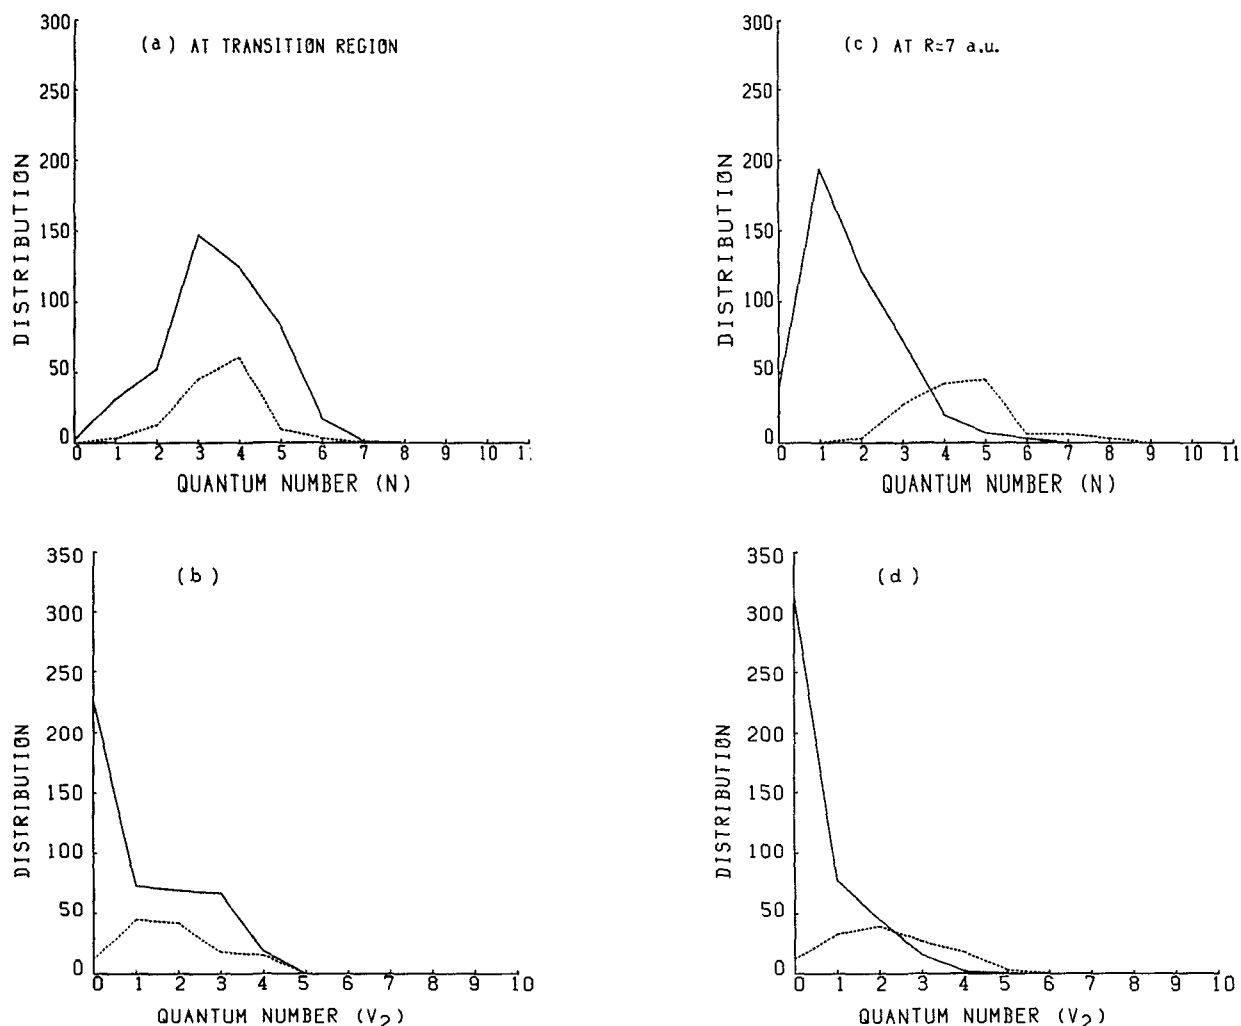 (a) AT TRANSITION REGION
300
250
200
150
100
50
0
DISTRIBUTION
0 1 2 3 4 5 6 7 8 9 10 1
QUANTUM NUMBER (N)
(c) AT R=7 a.u.
300
250
200
150
100
50
0
DISTRIBUTION
0 1 2 3 4 5 6 7 8 9 10 11
QUANTUM NUMBER (N)
(b)
350
300
250
200
150
100
50
0
DISTRIBUTION
0 1 2 3 4 5 6 7 8 9 10
QUANTUM NUMBER (V2)
(d)
350
300
250
200
150
100
50
0
DISTRIBUTION
0 1 2 3 4 5 6 7 8 9 10
QUANTUM NUMBER (V2)